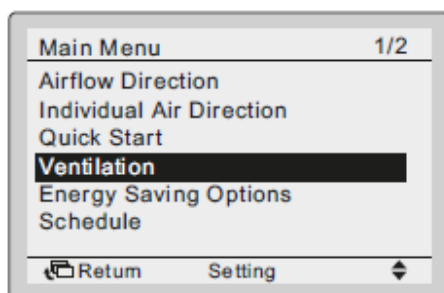 Main Menu 1/2
Airflow Direction
Individual Air Direction
Quick Start
Ventilation
Energy Saving Options
Schedule
Return Setting